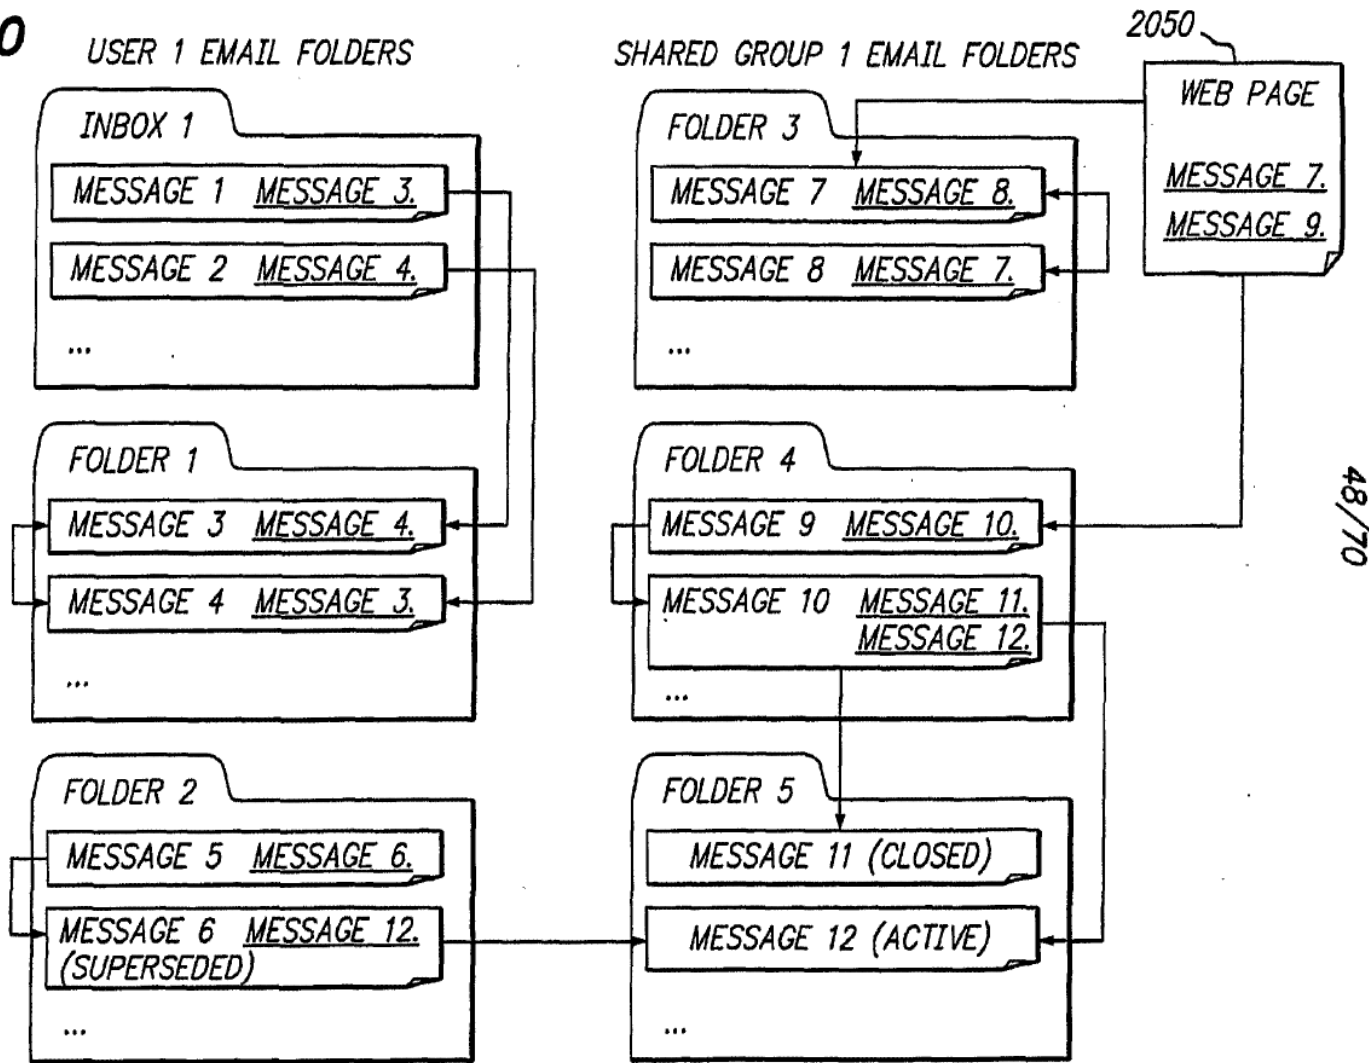 0
USER 1 EMAIL FOLDERS
INBOX 1
MESSAGE 1 MESSAGE 3.
MESSAGE 2 MESSAGE 4.
...
FOLDER 1
MESSAGE 3 MESSAGE 4.
MESSAGE 4 MESSAGE 3.
...
FOLDER 2
MESSAGE 5 MESSAGE 6.
MESSAGE 6 MESSAGE 12.
(SUPERSEDED)
...
SHARED GROUP 1 EMAIL FOLDERS
FOLDER 3
MESSAGE 7 MESSAGE 8.
MESSAGE 8 MESSAGE 7.
...
FOLDER 4
MESSAGE 9 MESSAGE 10.
MESSAGE 10 MESSAGE 11.
MESSAGE 12.
...
FOLDER 5
MESSAGE 11 (CLOSED)
MESSAGE 12 (ACTIVE)
...
2050
WEB PAGE
MESSAGE 7.
MESSAGE 9.
48/70